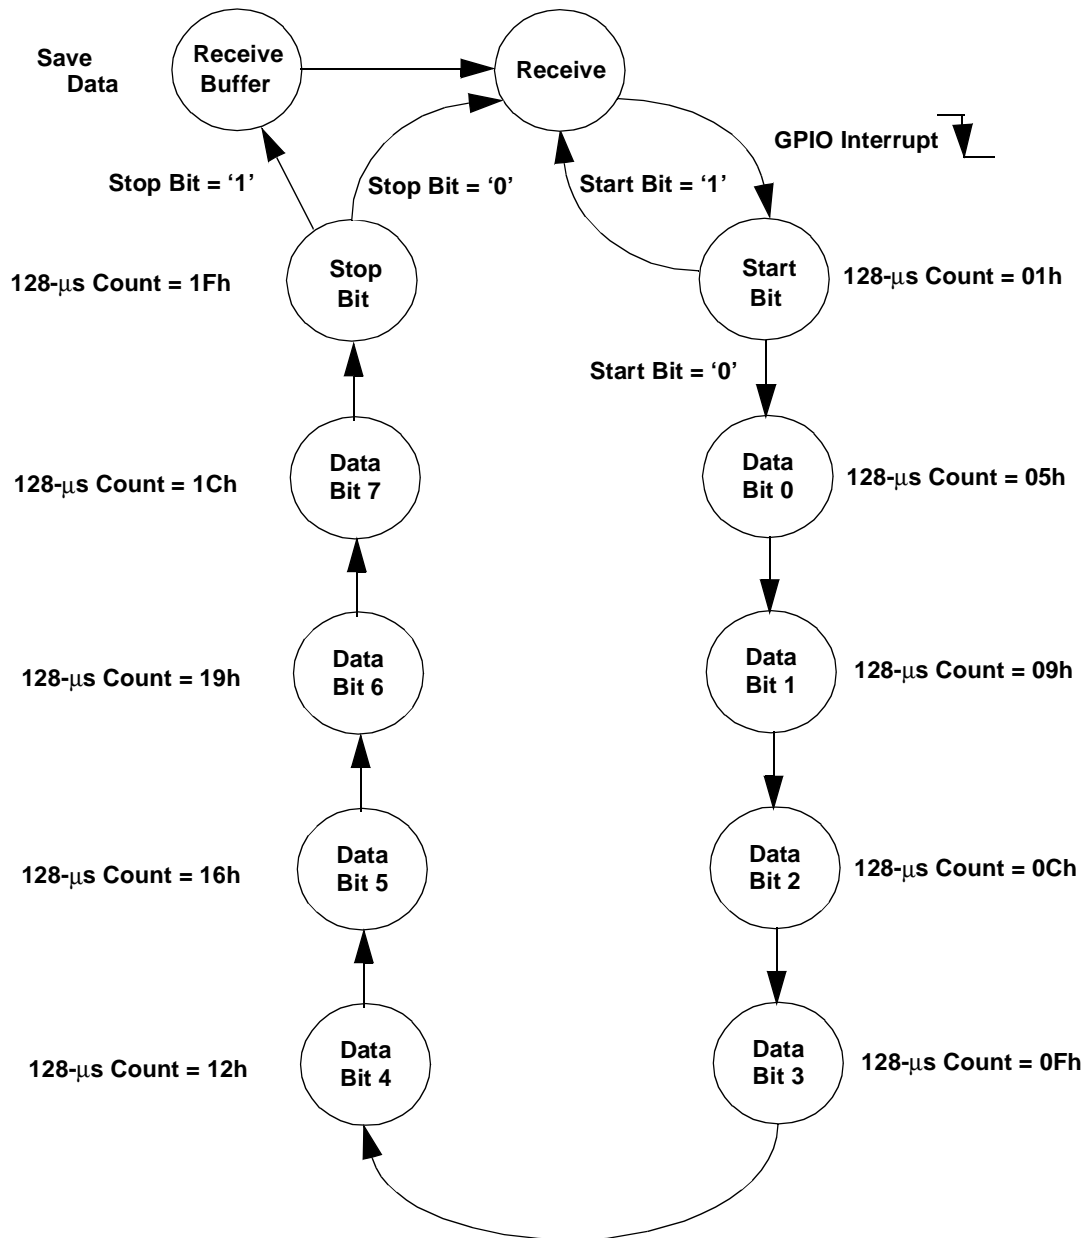 Save
Data
Receive
Buffer
Receive
GPIO Interrupt
Stop Bit = ‘1’
Stop Bit = ‘0’
Start Bit = ‘1’
128-μs Count = 1Fh
Stop
Bit
Start
Bit
128-μs Count = 01h
Start Bit = ‘0’
128-μs Count = 1Ch
Data
Bit 7
Data
Bit 0
128-μs Count = 05h
128-μs Count = 19h
Data
Bit 6
Data
Bit 1
128-μs Count = 09h
128-μs Count = 16h
Data
Bit 5
Data
Bit 2
128-μs Count = 0Ch
128-μs Count = 12h
Data
Bit 4
Data
Bit 3
128-μs Count = 0Fh